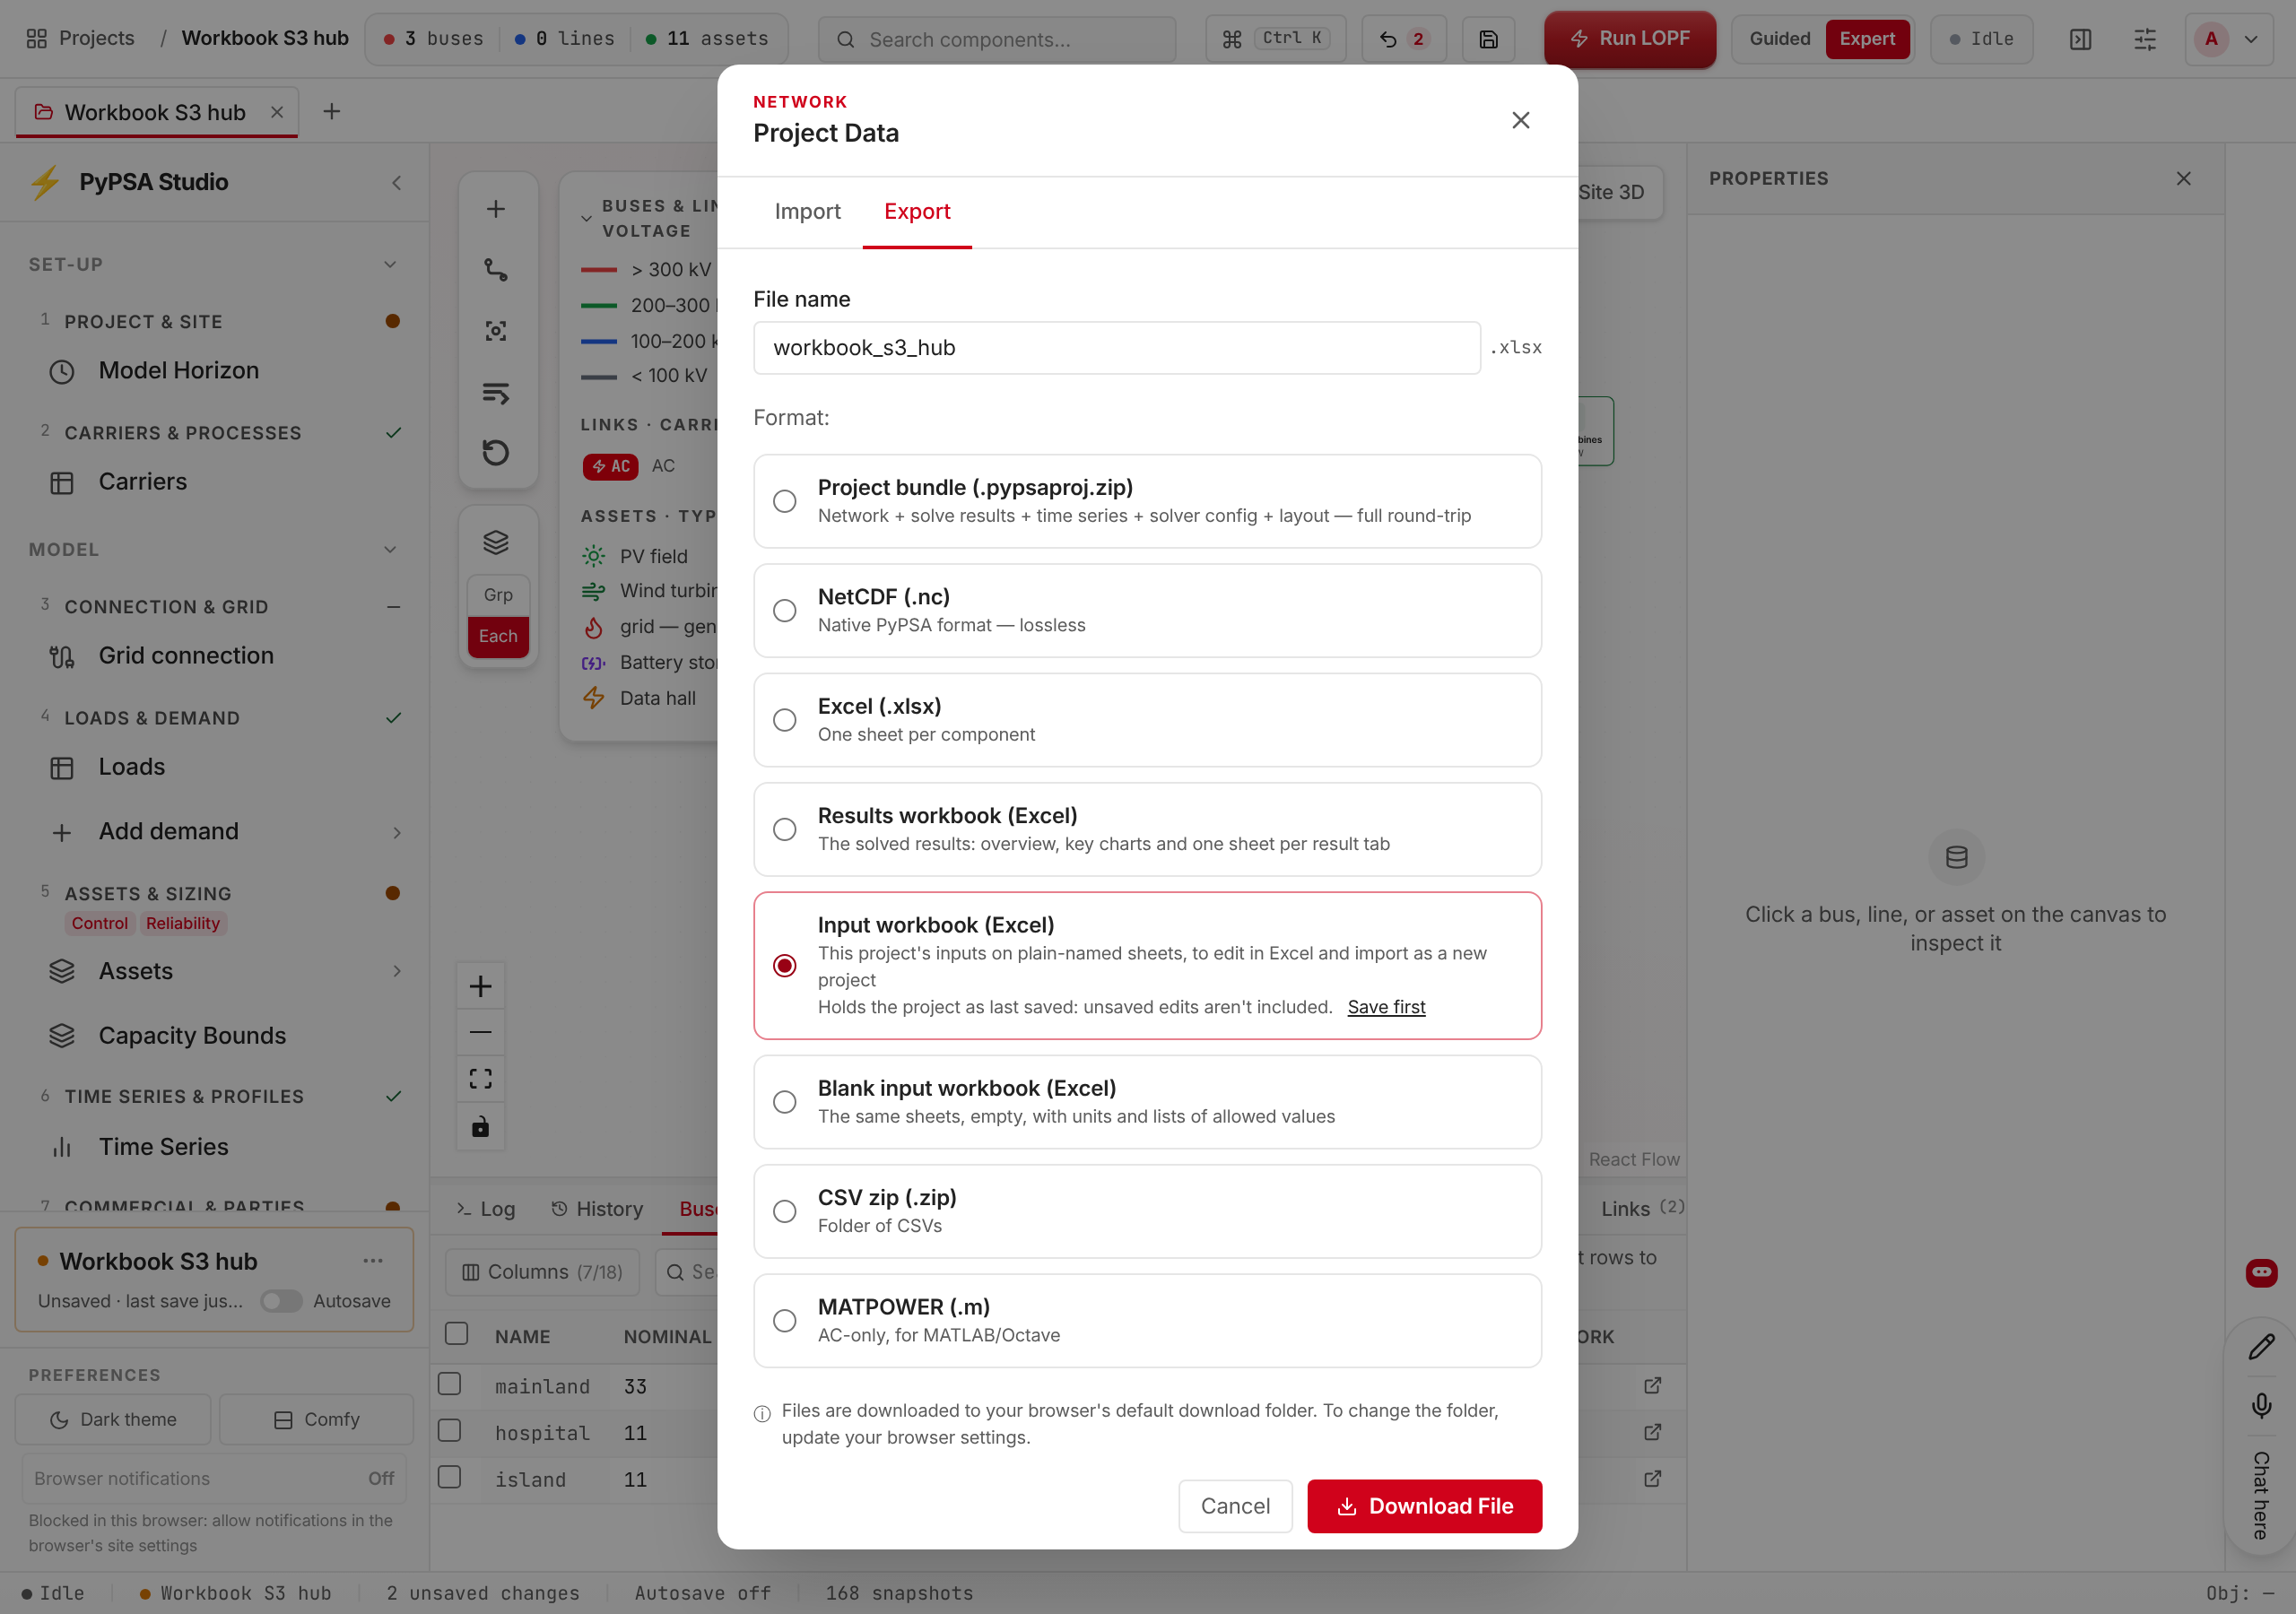 Projects / Workbook S3 hub
3 buses
0 lines
11 assets
Search components...
Ctrl K
2
Run LOPF
Guided
Expert
Idle
A
Workbook S3 hub
PyPSA Studio
SET-UP
1 PROJECT & SITE
Model Horizon
2 CARRIERS & PROCESSES
Carriers
MODEL
3 CONNECTION & GRID
Grid connection
4 LOADS & DEMAND
Loads
Add demand
5 ASSETS & SIZING
Control Reliability
Assets
Capacity Bounds
6 TIME SERIES & PROFILES
Time Series
7 COMMERCIAL & PARTIES
Workbook S3 hub
Unsaved · last save jus...
Autosave
PREFERENCES
Dark theme
Comfy
Browser notifications
Off
Blocked in this browser: allow notifications in the
browser's site settings
Grp
Each
BUSES & LIN
VOLTAGE
> 300 kV
200–300
100–200 k
< 100 kV
LINKS · CARRI
AC AC
ASSETS · TYP
PV field
Wind turbin
grid — gen
Battery sto
Data hall
NETWORK
Project Data
Import
Export
File name
workbook_s3_hub
.xlsx
Format:
Project bundle (.pypsaproj.zip)
Network + solve results + time series + solver config + layout — full round-trip
NetCDF (.nc)
Native PyPSA format — lossless
Excel (.xlsx)
One sheet per component
Results workbook (Excel)
The solved results: overview, key charts and one sheet per result tab
Input workbook (Excel)
This project's inputs on plain-named sheets, to edit in Excel and import as a new
project
Holds the project as last saved: unsaved edits aren't included. Save first
Blank input workbook (Excel)
The same sheets, empty, with units and lists of allowed values
CSV zip (.zip)
Folder of CSVs
MATPOWER (.m)
AC-only, for MATLAB/Octave
Files are downloaded to your browser's default download folder. To change the folder,
update your browser settings.
Cancel
Download File
Site 3D
bines
React Flow
PROPERTIES
Click a bus, line, or asset on the canvas to
inspect it
Log
History
Buse
Links (2)
Columns (7/18)
Sea
t rows to
NAME
NOMINAL
ORK
mainland 33
hospital 11
island 11
Chat here
Idle
Workbook S3 hub
2 unsaved changes
Autosave off
168 snapshots
Obj: —